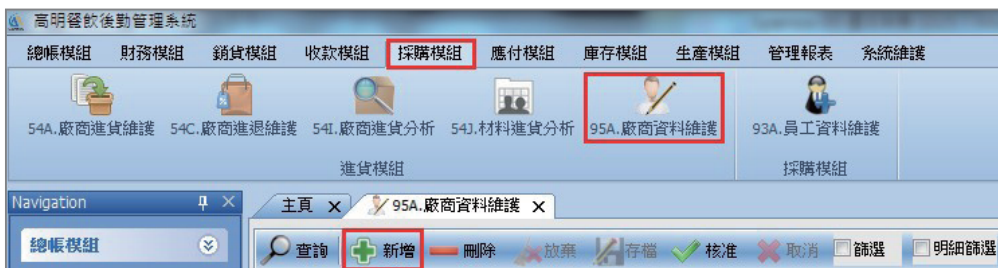 高明餐飲後勤管理系統
總帳模組 財務模組 銷貨模組 收款模組 採購模組 應付模組 庫存模組 生產模組 管理報表 系統維護
54A.廠商進貨維護 54C.廠商進退維護 54I.廠商進貨分析 54J.材料進貨分析 95A.廠商資料維護 93A.員工資料維護
進貨模組 採購模組
Navigation 主頁 95A.廠商資料維護
總帳模組 查詢 新增 刪除 放棄 存檔 核准 取消 篩選 明細篩選